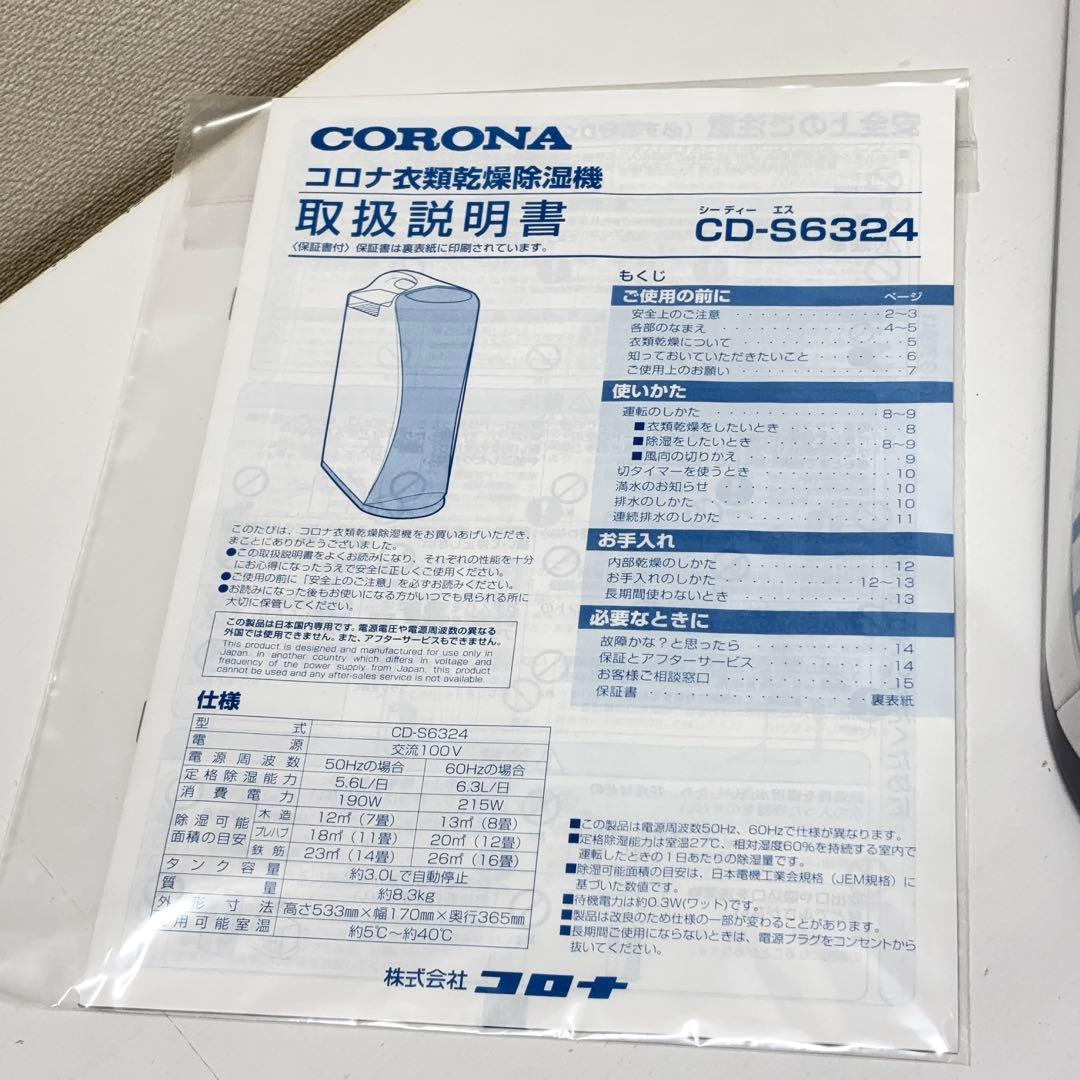 CORONA
コロナ衣類乾燥除湿機
取扱説明書
〈保証書付〉保証書は裏表紙に印刷されています。
シーディー エス
CD-S6324
もくじ
ご使用の前に ページ
安全上のご注意 2〜3
各部のなまえ 4〜5
衣類乾燥について 5
知っておいていただきたいこと 6
ご使用上のお願い 7
使いかた
運転のしかた 8〜9
■衣類乾燥をしたいとき 8
■除湿をしたいとき 8〜9
■風向の切りかえ 9
切タイマーを使うとき 10
満水のお知らせ 10
排水のしかた 10
連続排水のしかた 11
お手入れ
内部乾燥のしかた 12
お手入れのしかた 12〜13
長期間使わないとき 13
必要なときに
故障かな?と思ったら 14
保証とアフターサービス 14
お客様ご相談窓口 15
保証書 裏表紙
このたびは、コロナ衣類乾燥除湿機をお買いあげいただき、
まことにありがとうございました。
●この取扱説明書をよくお読みになり、それぞれの性能を十分
にお心得になったうえで安全に正しくご使用ください。
●ご使用の前に「安全上のご注意」を必ずお読みください。
●お読みになった後もお使いになる方がいつでも見られる所に
大切に保管してください。
この製品は日本国内専用です。電源電圧や電源周波数の異なる
外国では使用できません。また、アフターサービスもできません。
This product is designed and manufactured for use only in
Japan. In another country which differs in voltage and
frequency of the power supply from Japan, this product
cannot be used and any after-sales service is not available.
仕様
型式 CD-S6324
電源 交流100V
電源周波数 50Hzの場合 60Hzの場合
定格除湿能力 5.6L/日 6.3L/日
消費電力 190W 215W
除湿可能面積の目安 木造 12㎡(7畳) 13㎡(8畳)
プレハブ 18㎡(11畳) 20㎡(12畳)
鉄筋 23㎡(14畳) 26㎡(16畳)
タンク容量 約3.0Lで自動停止
質量 約8.3kg
外形寸法 高さ533㎜×幅170㎜×奥行365㎜
用可能室温 約5℃〜約40℃
■この製品は電源周波数50Hz、60Hzで仕様が異なります。
■定格除湿能力は室温27℃、相対湿度60%を持続する室内で
運転したときの1日あたりの除湿量です。
■除湿可能面積の目安は、日本電機工業会規格(JEM規格)に
基づいた数値です。
■待機電力は約0.3W(ワット)です。
■製品は改良のため仕様の一部が変わることがあります。
■長期間ご使用にならないときは、電源プラグをコンセントから
抜いてください。
株式会社 コロナ